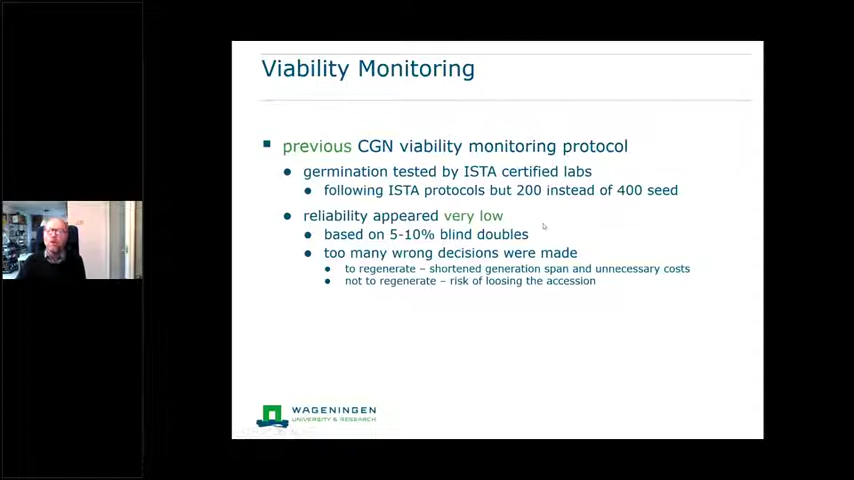 Viability Monitoring
previous CGN viability monitoring protocol
germination tested by ISTA certified labs
following ISTA protocols but 200 instead of 400 seed
reliability appeared very low
based on 5-10% blind doubles
too many wrong decisions were made
to regenerate – shortened generation span and unnecessary costs
not to regenerate – risk of loosing the accession
WAGENINGEN
UNIVERSITY & RESEARCH